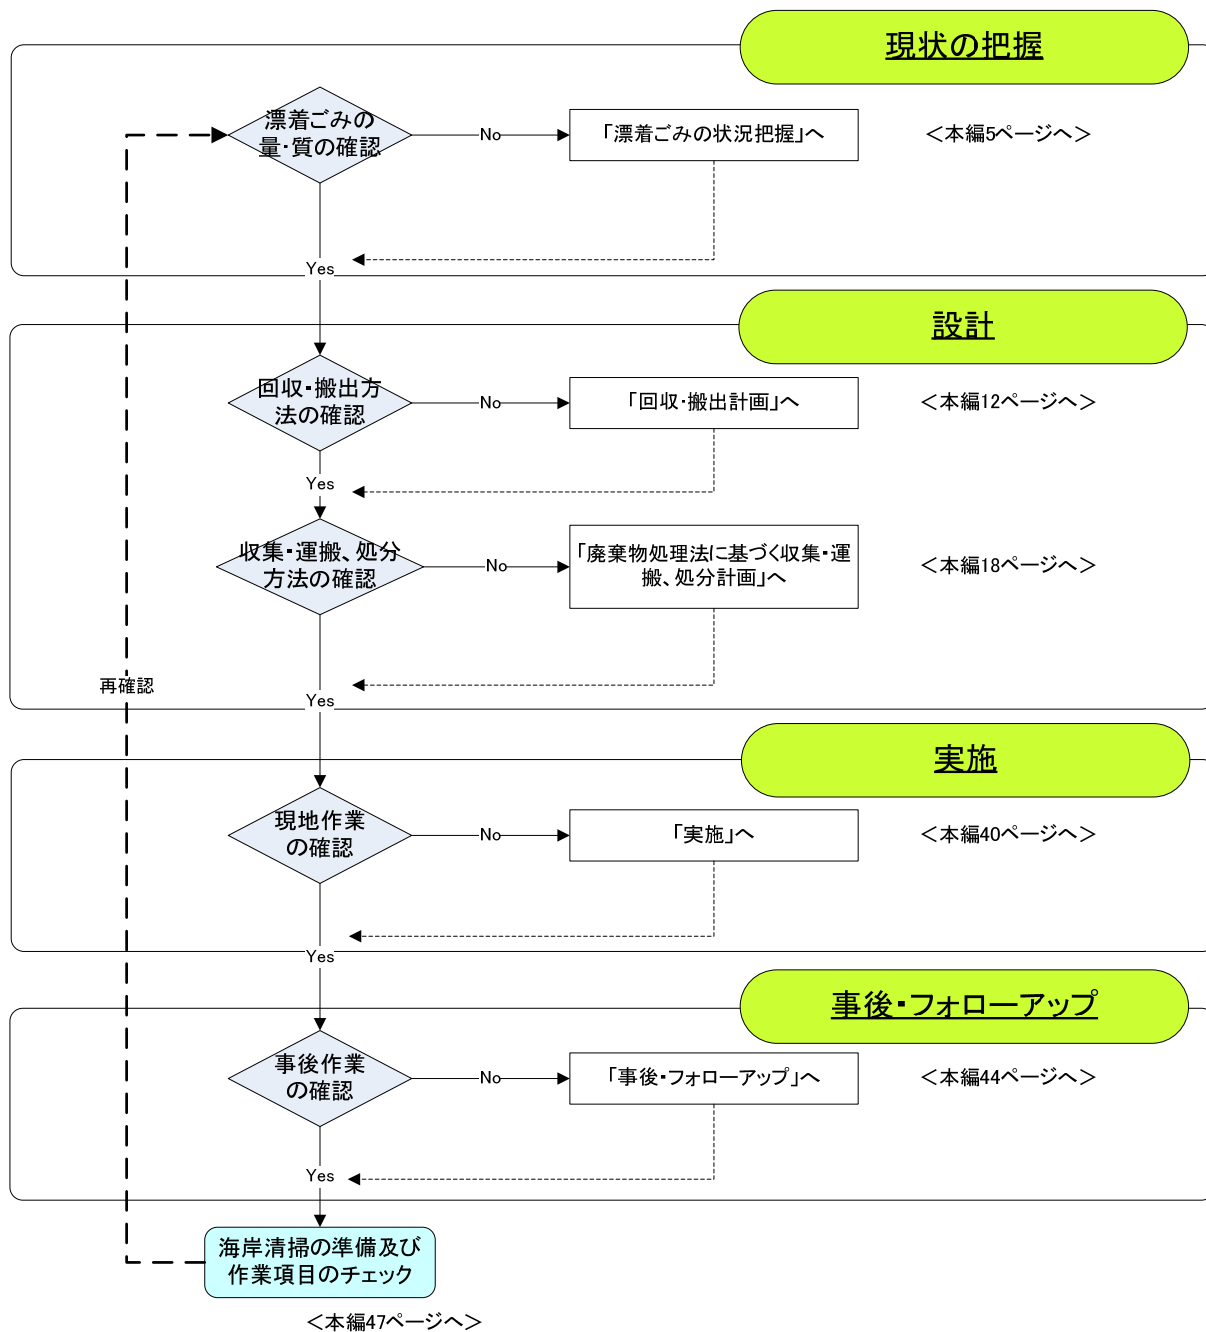 現状の把握
漂着ごみの
量・質の確認
No
「漂着ごみの状況把握」へ
＜本編5ページへ＞
Yes
設計
回収・搬出方
法の確認
No
「回収・搬出計画」へ
＜本編12ページへ＞
Yes
収集・運搬、処分
方法の確認
No
「廃棄物処理法に基づく収集・運
搬、処分計画」へ
＜本編18ページへ＞
再確認
Yes
実施
現地作業
の確認
No
「実施」へ
＜本編40ページへ＞
Yes
事後・フォローアップ
事後作業
の確認
No
「事後・フォローアップ」へ
＜本編44ページへ＞
Yes
海岸清掃の準備及び
作業項目のチェック
＜本編47ページへ＞